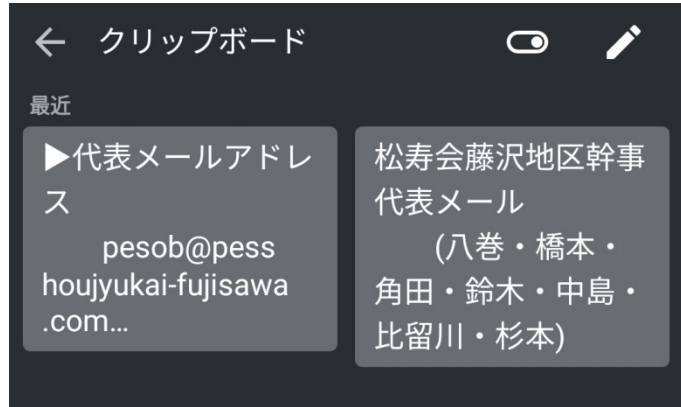 クリップボード
最近
▶代表メールアドレ
ス
pesob@pess
houjyukai-fujisawa
.com…
松寿会藤沢地区幹事
代表メール
(八巻・橋本・
角田・鈴木・中島・
比留川・杉本)